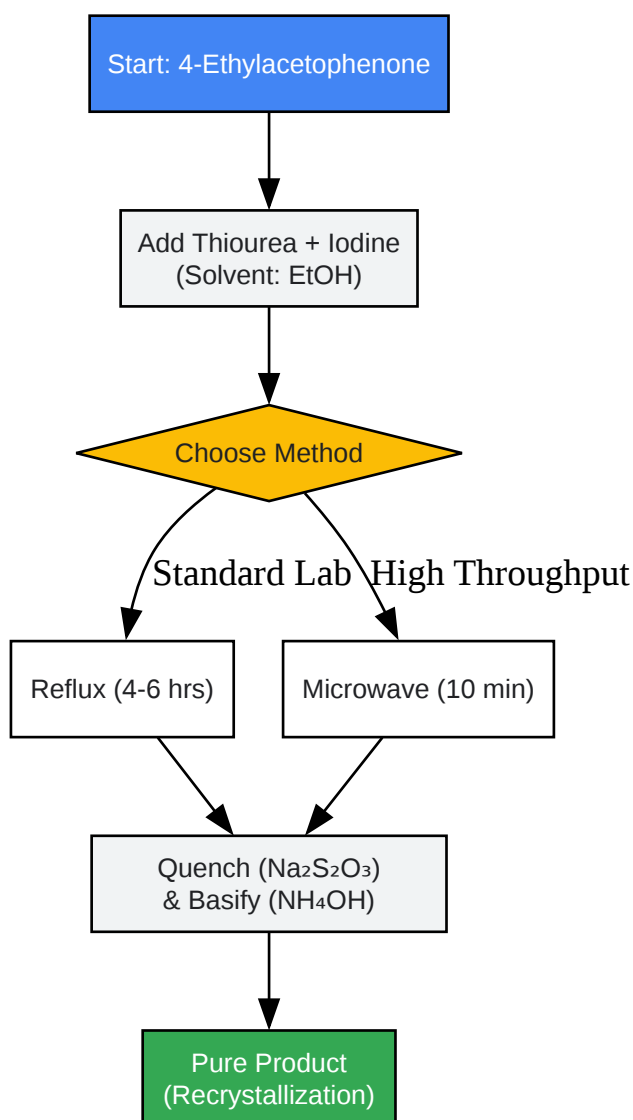 Start: 4-Ethylacetophenone
Add Thiourea + Iodine
(Solvent: EtOH)
Choose Method
Standard Lab
High Throughput
Reflux (4-6 hrs)
Microwave (10 min)
Quench (Na₂S₂O₃)
& Basify (NH₄OH)
Pure Product
(Recrystallization)